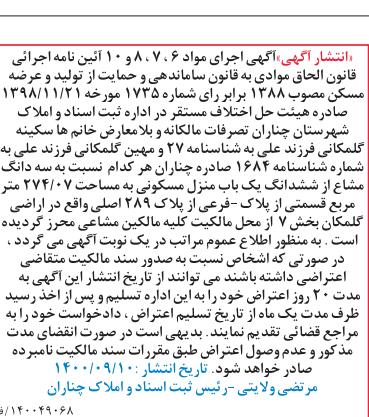 «انتشار آگهی»آگهی اجرای مواد ۶ ، ۷ ، ۸ و ۱۰ آئین نامه اجرائی
قانون الحاق موادی به قانون ساماندهی و حمایت از تولید و عرضه
مسکن مصوب ۱۳۸۸ برابر رای شماره ۱۷۳۵ مورخه ۱۳۹۸/۱۱/۲۱
صادره هیئت حل اختلاف مستقر در اداره ثبت اسناد و املاک
شهرستان چناران تصرفات مالکانه و بلامعارض خانم ها سکینه
گلمکانی فرزند علی به شناسنامه ۲۷ و مهین گلمکانی فرزند علی به
شماره شناسنامه ۱۶۸۴ صادره چناران هر کدام نسبت به سه دانگ
مشاع از ششدانگ یک باب منزل مسکونی به مساحت ۲۷۴/۰۷ متر
مربع قسمتی از پلاک -فرعی از پلاک ۲۸۹ اصلی واقع در اراضی
گلمکان بخش ۷ از محل مالکیت کلیه مالکین مشاعی محرز گردیده
است . به منظور اطلاع عموم مراتب در یک نوبت آگهی می گردد ،
در صورتی که اشخاص نسبت به صدور سند مالکیت متقاضی
اعتراضی داشته باشند می توانند از تاریخ انتشار این آگهی به
مدت ۲۰ روز اعتراض خود را به این اداره تسلیم و پس از اخذ رسید
ظرف مدت یک ماه از تاریخ تسلیم اعتراض ، دادخواست خود را به
مراجع قضائی تقدیم نمایند. بدیهی است در صورت انقضای مدت
مذکور و عدم وصول اعتراض طبق مقررات سند مالکیت نامبرده
صادر خواهد شود. تاریخ انتشار :۱۴۰۰/۰۹/۱۰
مرتضی ولایتی -رئیس ثبت اسناد و املاک چناران
۱۴۰۰۴۹۰۶۸/ف